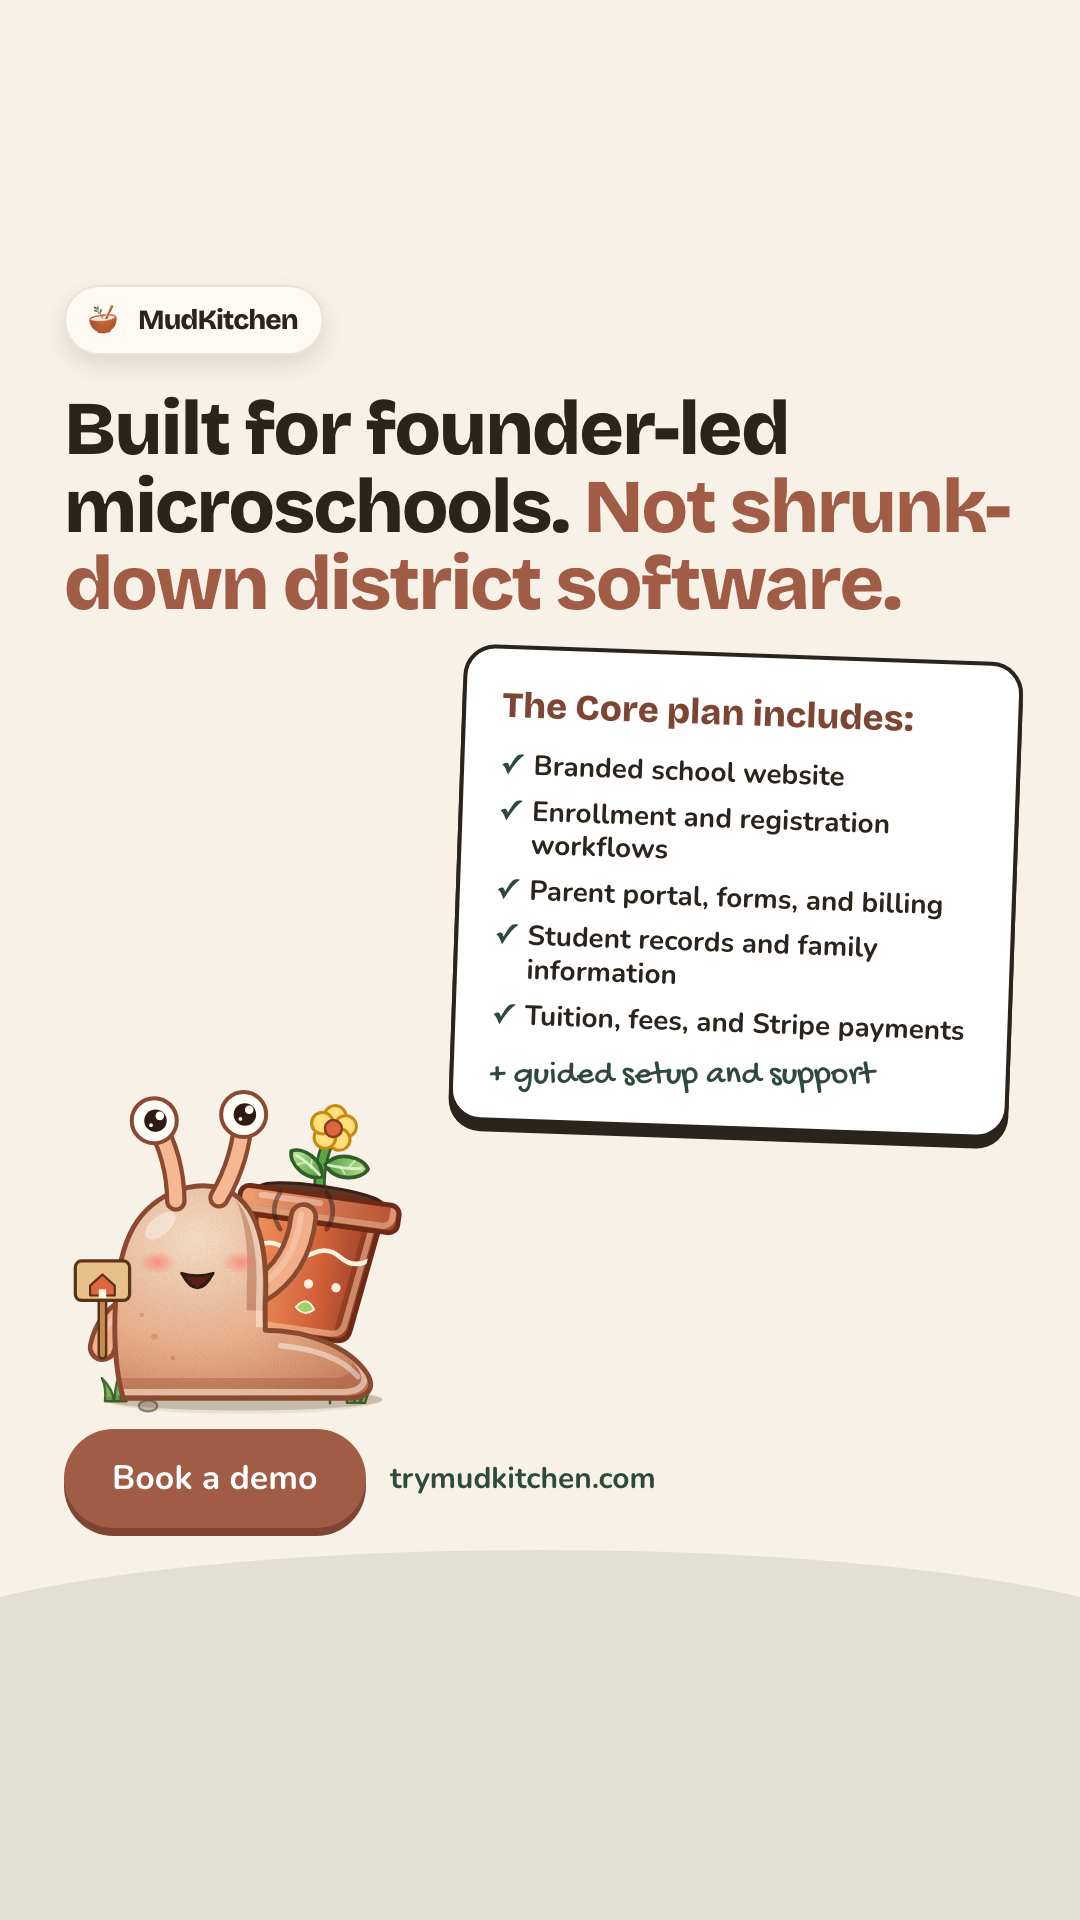 MudKitchen
Built for founder-led
microschools. Not shrunk-
down district software.
The Core plan includes:
✓ Branded school website
✓ Enrollment and registration
workflows
✓ Parent portal, forms, and billing
✓ Student records and family
information
✓ Tuition, fees, and Stripe payments
+ guided setup and support
Book a demo
trymudkitchen.com